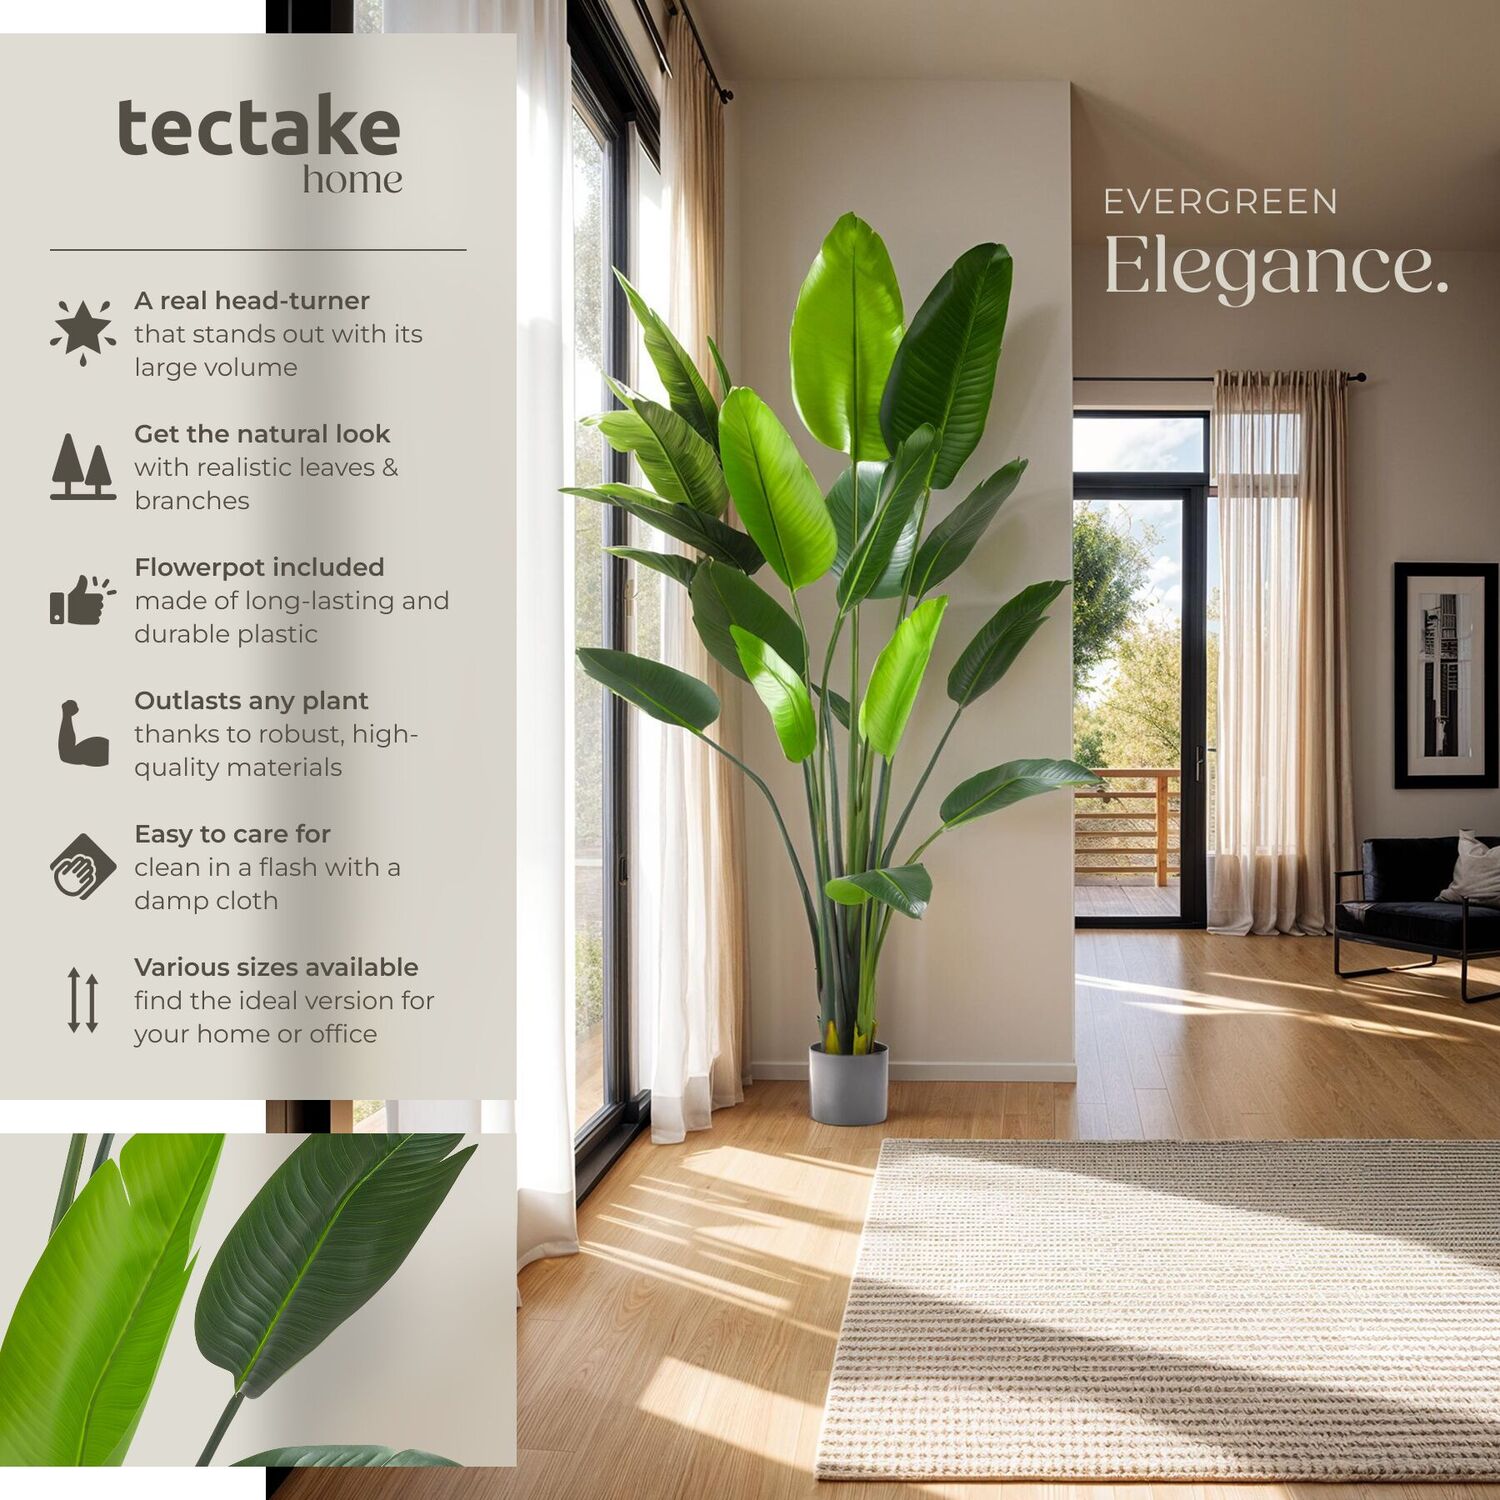 tectake
home
A real head-turner
that stands out with its
large volume
Get the natural look
with realistic leaves &
branches
Flowerpot included
made of long-lasting and
durable plastic
Outlasts any plant
thanks to robust, high-
quality materials
Easy to care for
clean in a flash with a
damp cloth
Various sizes available
find the ideal version for
your home or office
EVERGREEN
Elegance.